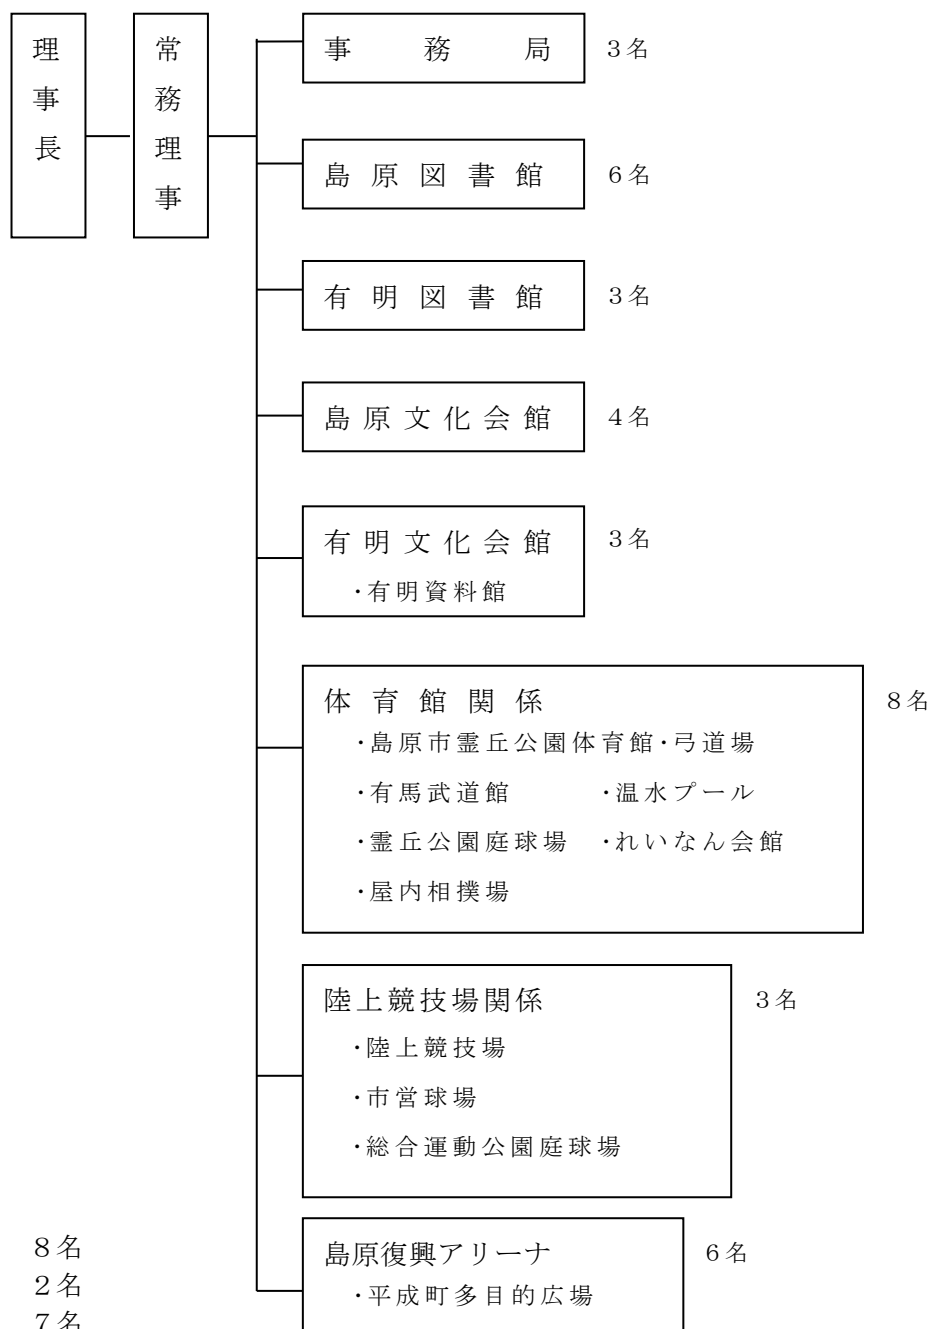 理事長
常務理事
事務局 3名
島原図書館 6名
有明図書館 3名
島原文化会館 4名
有明文化会館 3名
・有明資料館
体育館関係 8名
・島原市霊丘公園体育館・弓道場
・有馬武道館 ・温水プール
・霊丘公園庭球場 ・れいなん会館
・屋内相撲場
陸上競技場関係 3名
・陸上競技場
・市営球場
・総合運動公園庭球場
島原復興アリーナ 6名
・平成町多目的広場
8名
2名
7名